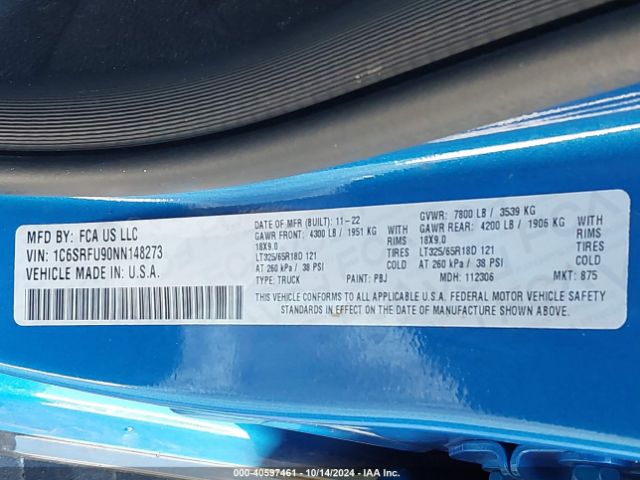 MFD BY: FCA US LLC
VIN: 1C6SRFU90NN148273
VEHICLE MADE IN: U.S.A.
DATE OF MFR (BUILT): 11-22
GVWR: 7800 LB / 3539 KG
GAWR FRONT: 4300 LB / 1951 KG WITH
GAWR REAR: 4200 LB / 1906 KG WITH
18X9.0 RIMS
18X9.0 RIMS
LT325/65R18D 121 TIRES
LT325/65R18D 121 TIRES
AT 260 kPa / 38 PSI COLD
AT 260 kPa / 38 PSI COLD
TYPE: TRUCK PAINT: PBJ MDH: 112306 MKT: 875
THIS VEHICLE CONFORMS TO ALL APPLICABLE U.S.A. FEDERAL MOTOR VEHICLE SAFETY
STANDARDS IN EFFECT ON THE DATE OF MANUFACTURE SHOWN ABOVE.
000-40597461 | 10/14/2024 | IAA Inc.